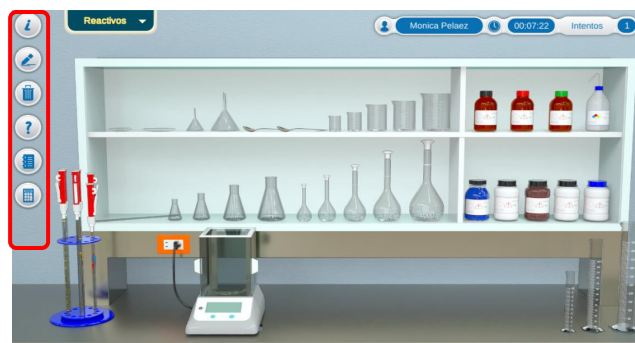 Reactivos
Monica Pelaez
00:07:22
Intentos
1
i
?